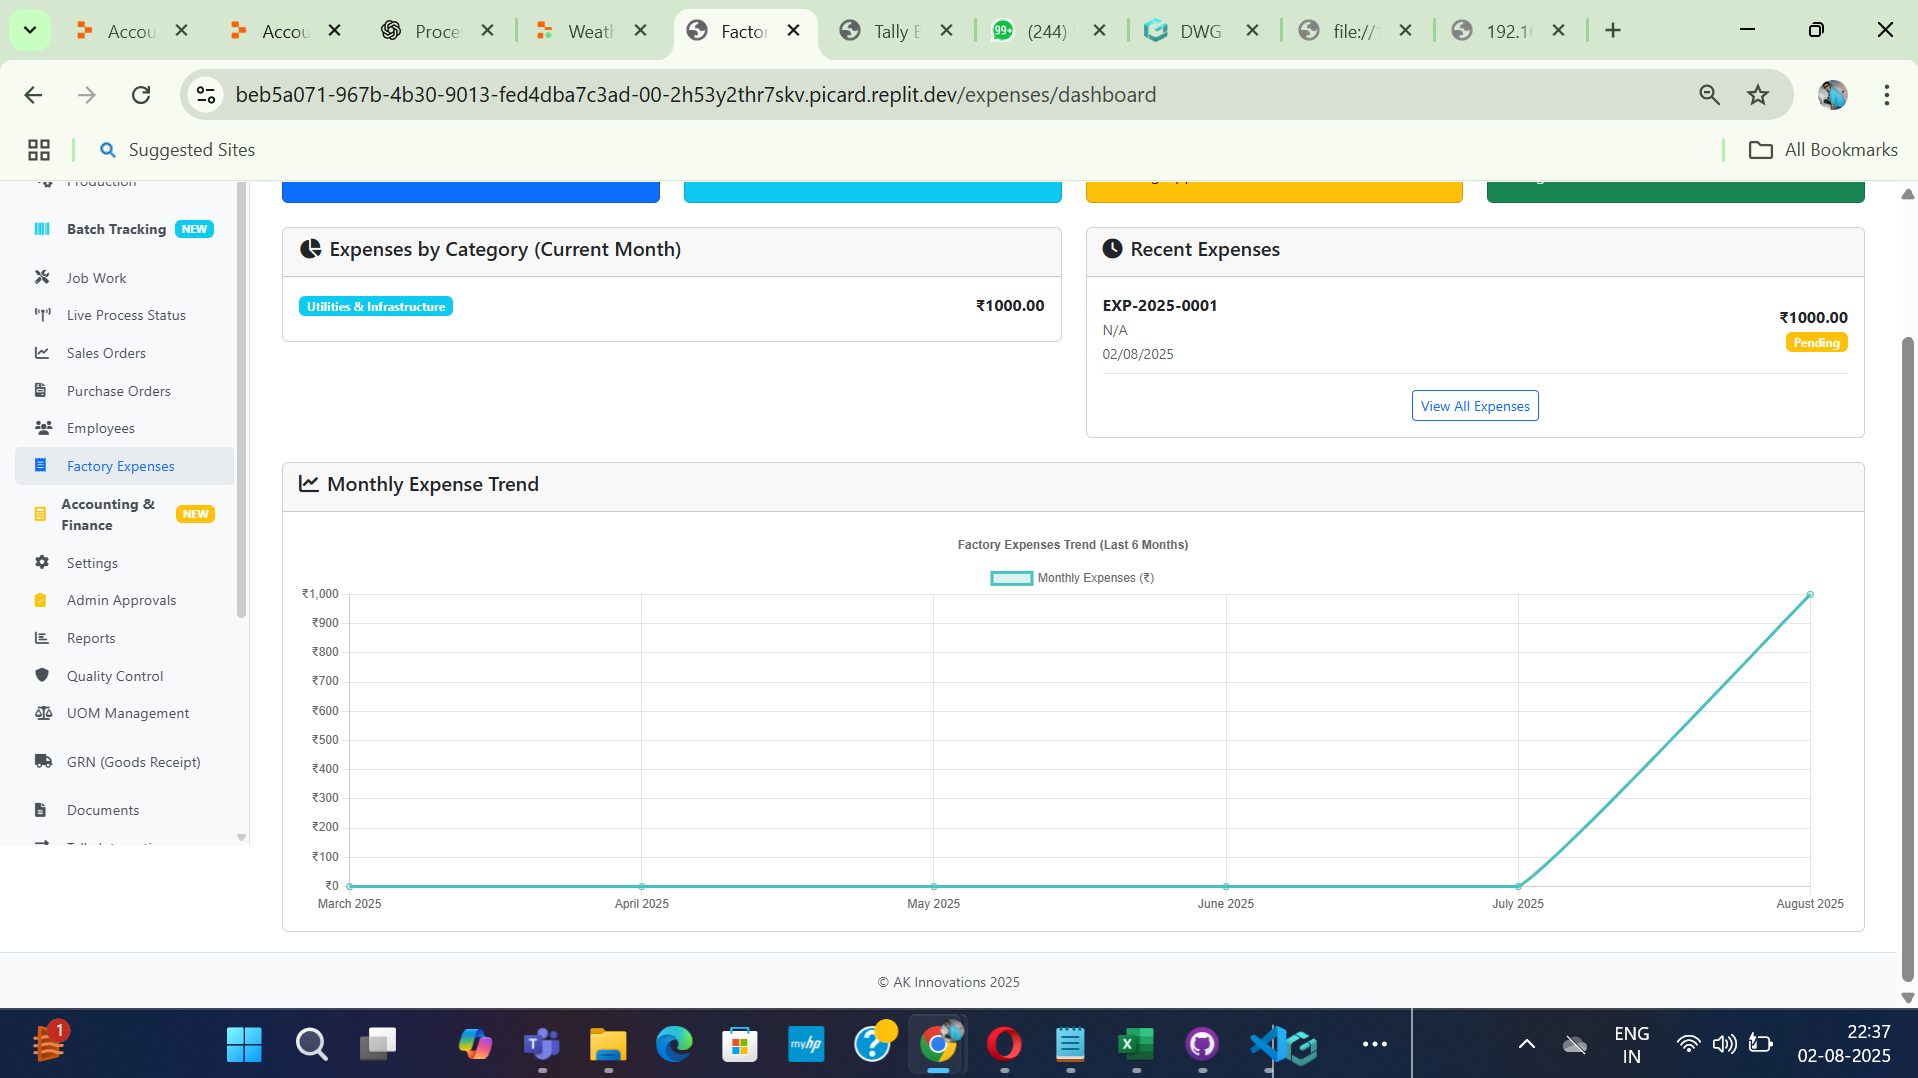 Accou
Accou
Proce
Weat
Factor
Tally E
99+
(244)
DWG
file://
192.1
beb5a071-967b-4b30-9013-fed4dba7c3ad-00-2h53y2thr7skv.picard.replit.dev/expenses/dashboard
Suggested Sites
All Bookmarks
Production
Batch Tracking NEW
Job Work
Live Process Status
Sales Orders
Purchase Orders
Employees
Factory Expenses
Accounting &
Finance
NEW
Settings
Admin Approvals
Reports
Quality Control
UOM Management
GRN (Goods Receipt)
Documents
Expenses by Category (Current Month)
Utilities & Infrastructure ₹1000.00
Recent Expenses
EXP-2025-0001
N/A
02/08/2025
₹1000.00
Pending
View All Expenses
Monthly Expense Trend
Factory Expenses Trend (Last 6 Months)
Monthly Expenses (₹)
₹1,000
₹900
₹800
₹700
₹600
₹500
₹400
₹300
₹200
₹100
₹0
March 2025 April 2025 May 2025 June 2025 July 2025 August 2025
© AK Innovations 2025
1
myhp
ENG
IN
22:37
02-08-2025